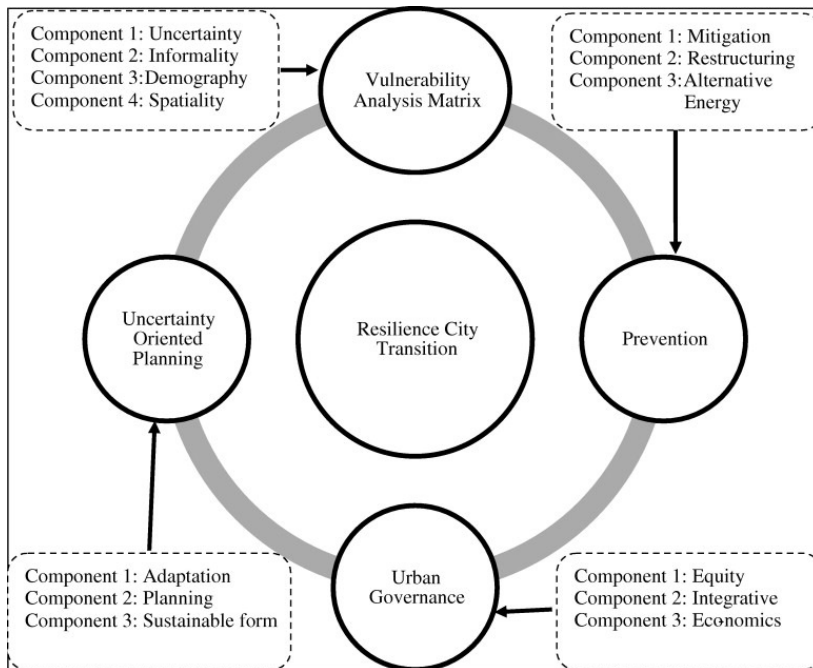 Component 1: Uncertainty
Component 2: Informality
Component 3:Demography
Component 4: Spatiality
Vulnerability
Analysis Matrix
Component 1: Mitigation
Component 2: Restructuring
Component 3:Alternative
Energy
Uncertainty
Oriented
Planning
Resilience City
Transition
Prevention
Component 1: Adaptation
Component 2: Planning
Component 3: Sustainable form
Urban
Governance
Component 1: Equity
Component 2: Integrative
Component 3: Economics